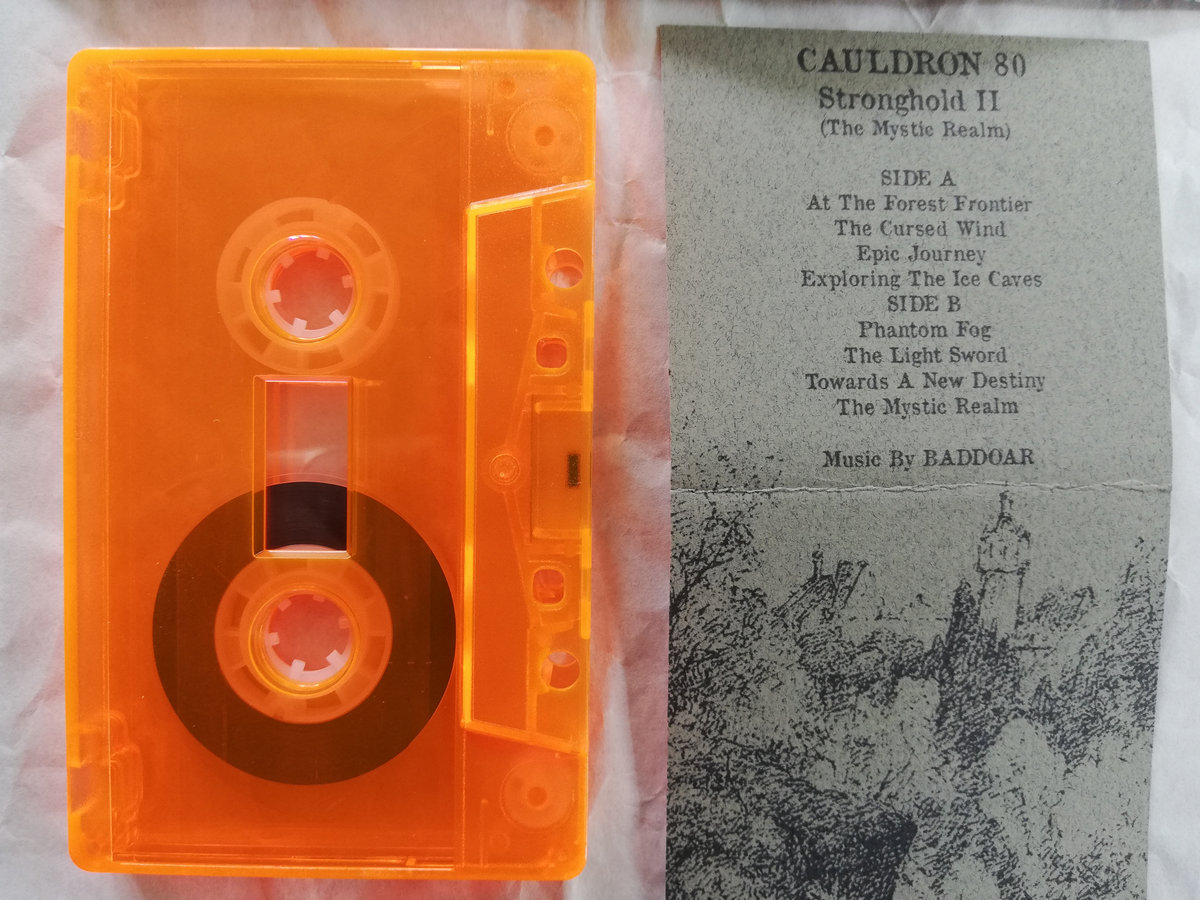 CAULDRON 80
Stronghold II
(The Mystic Realm)
SIDE A
At The Forest Frontier
The Cursed Wind
Epic Journey
Exploring The Ice Caves
SIDE B
Phantom Fog
The Light Sword
Towards A New Destiny
The Mystic Realm
Music By BADDOAR